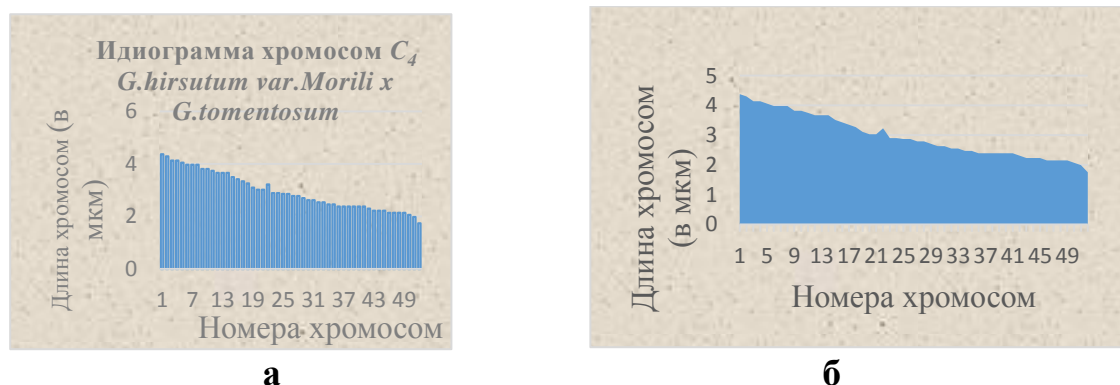 Идиограмма хромосом C4
G.hirsutum var.Morili x
G.tomentosum
Длина хромосом (в
мкм)
6
4
2
0
1 7 13 19 25 31 37 43 49
Номера хромосом
а
Длина хромосом
(в мкм)
5
4
3
2
1
0
1 5 9 13 17 21 25 29 33 37 41 45 49
Номера хромосом
б